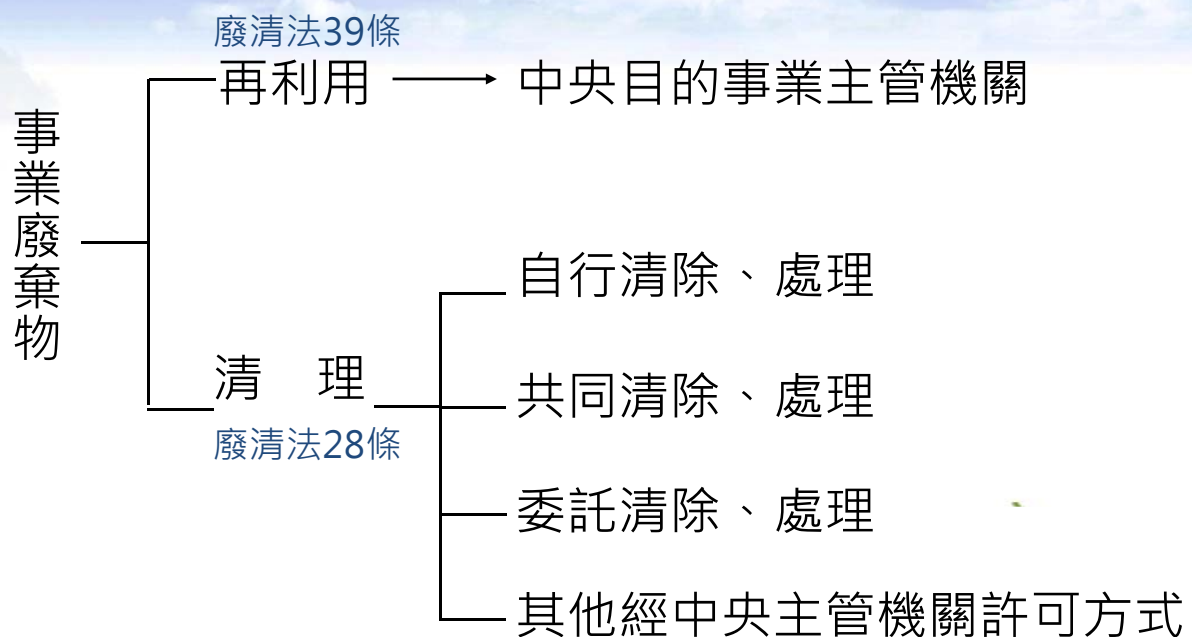 事業廢棄物
廢清法39條
再利用
中央目的事業主管機關
清　理
廢清法28條
自行清除、處理
共同清除、處理
委託清除、處理
其他經中央主管機關許可方式